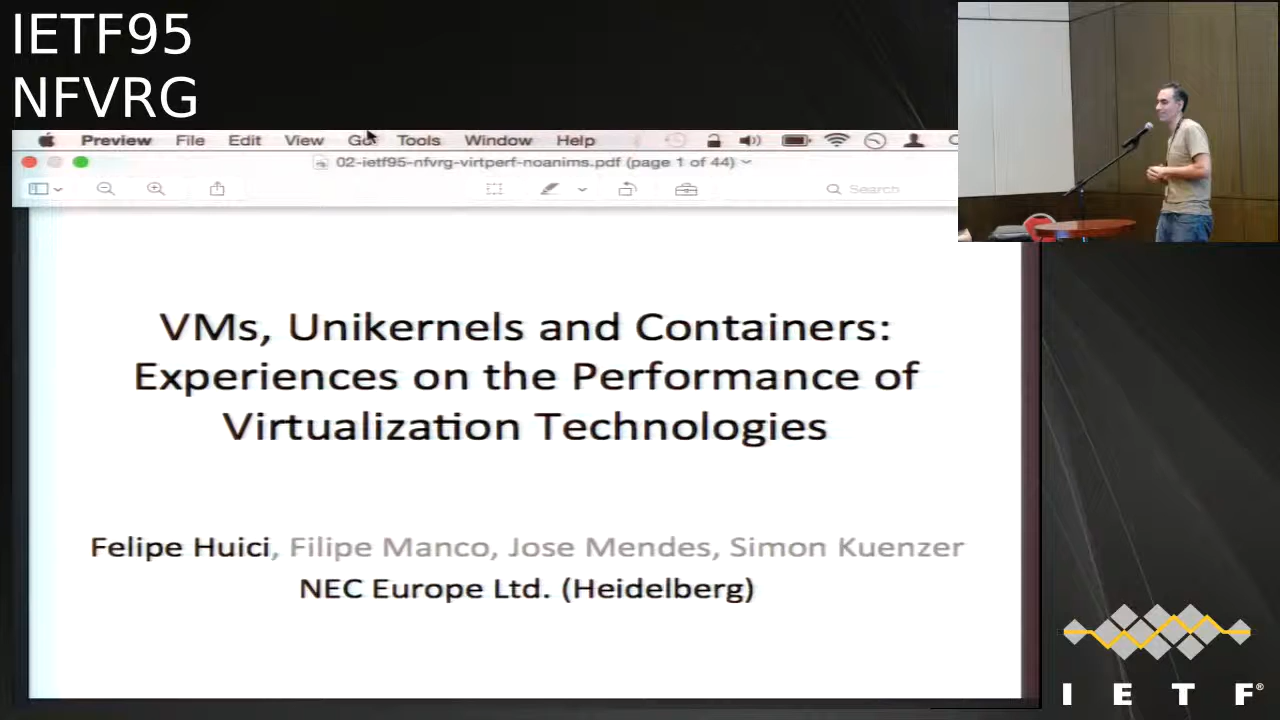 IETF95
NFVRG
Preview File Edit View Go Tools Window Help
02-ietf95-nfvrg-virtperf-noanims.pdf (page 1 of 44)
Search
VMs, Unikernels and Containers:
Experiences on the Performance of
Virtualization Technologies
Felipe Huici, Filipe Manco, Jose Mendes, Simon Kuenzer
NEC Europe Ltd. (Heidelberg)
I E T F®